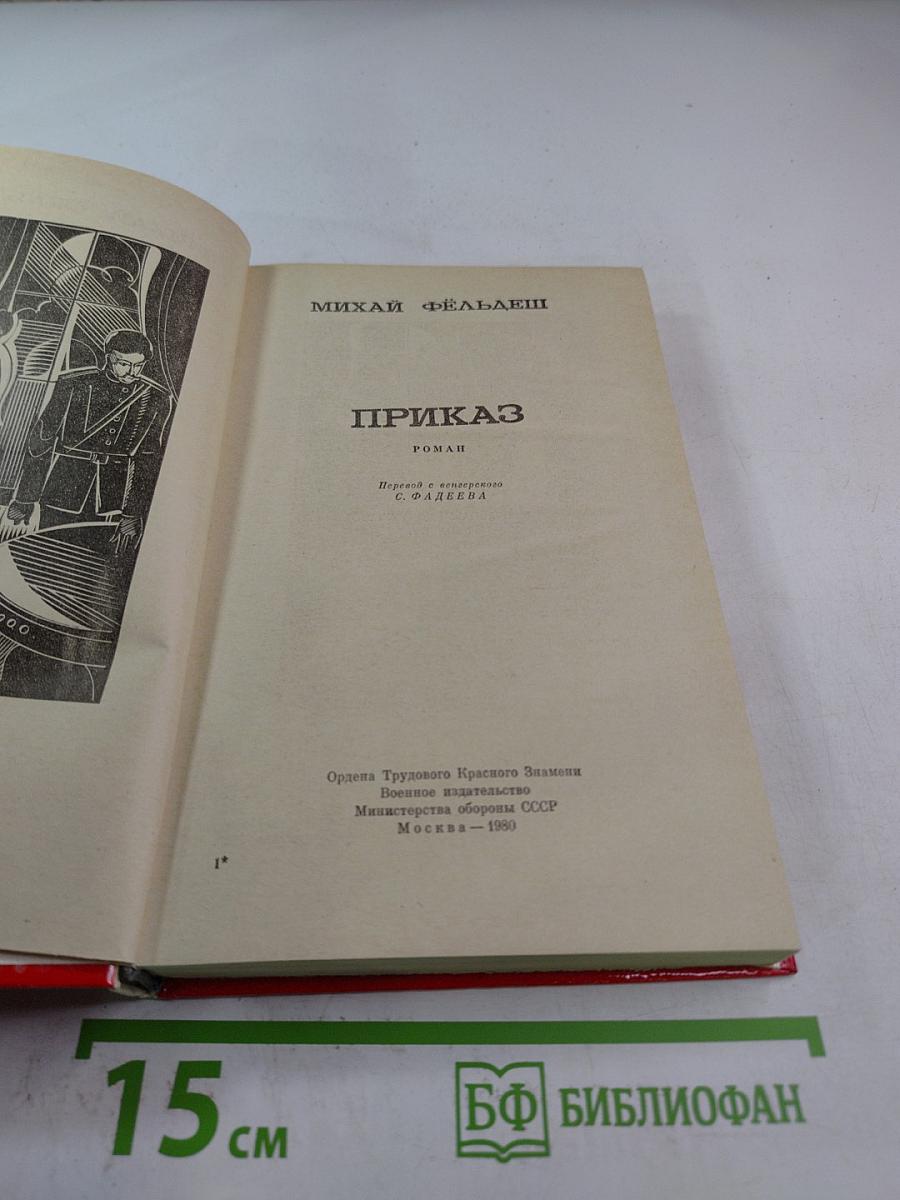 МИХАЙ ФЁЛЬДЕШ
ПРИКАЗ
РОМАН
Перевод с венгерского
С. ФАДЕЕВА
Ордена Трудового Красного Знамени
Военное издательство
Министерства обороны СССР
Москва — 1980
1*
15 см
БФ БИБЛИОФАН